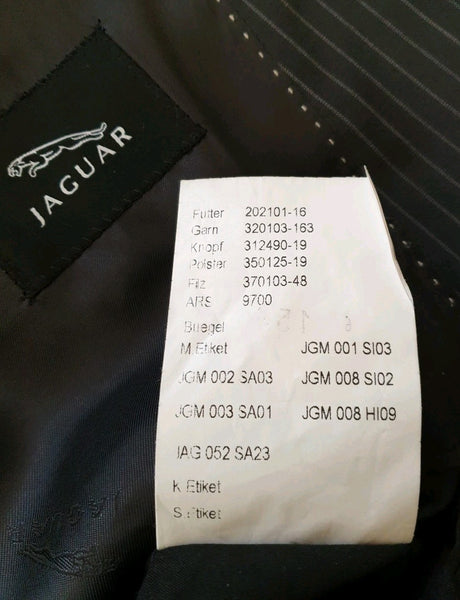 JAGUAR
Futter 202101-16
Garn 320103-163
Knopf 312490-19
Polster 350125-19
Filz 370103-48
ARS 9700
Buegel
M.Etiket JGM 001 SI03
JGM 002 SA03 JGM 008 SI02
JGM 003 SA01 JGM 008 HI09
JAG 052 SA23
K.Etiket
S.Etiket